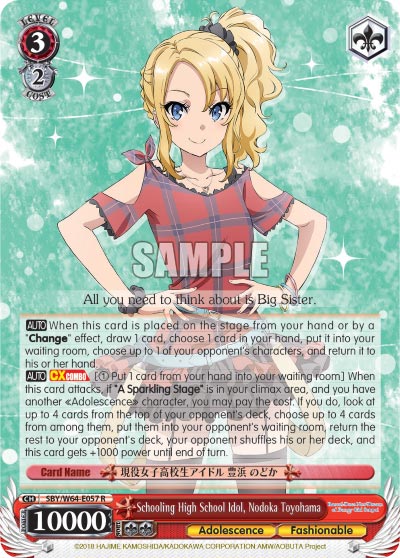 LEVEL
3
2
COST
SAMPLE
All you need to think about is Big Sister.
AUTO When this card is placed on the stage from your hand or by a
"Change" effect, draw 1 card, choose 1 card in your hand, put it into your
waiting room, choose up to 1 of your opponent's characters, and return it to
his or her hand.
AUTO CXCOMBO [① Put 1 card from your hand into your waiting room] When
this card attacks, if "A Sparkling Stage" is in your climax area, and you have
another «Adolescence» character, you may pay the cost. If you do, look at
up to 4 cards from the top of your opponent's deck, choose up to 4 cards
from among them, put them into your opponent's waiting room, return the
rest to your opponent's deck, your opponent shuffles his or her deck, and
this card gets +1000 power until end of turn.
Card Name
現役女子高校生アイドル 豊浜 のどか
CH SBY/W64-E057 R
Schooling High School Idol, Nodoka Toyohama
10000
Adolescence
Fashionable
©2018 HAJIME KAMOSHIDA/KADOKAWA CORPORATION AMW/AOBUTA Project